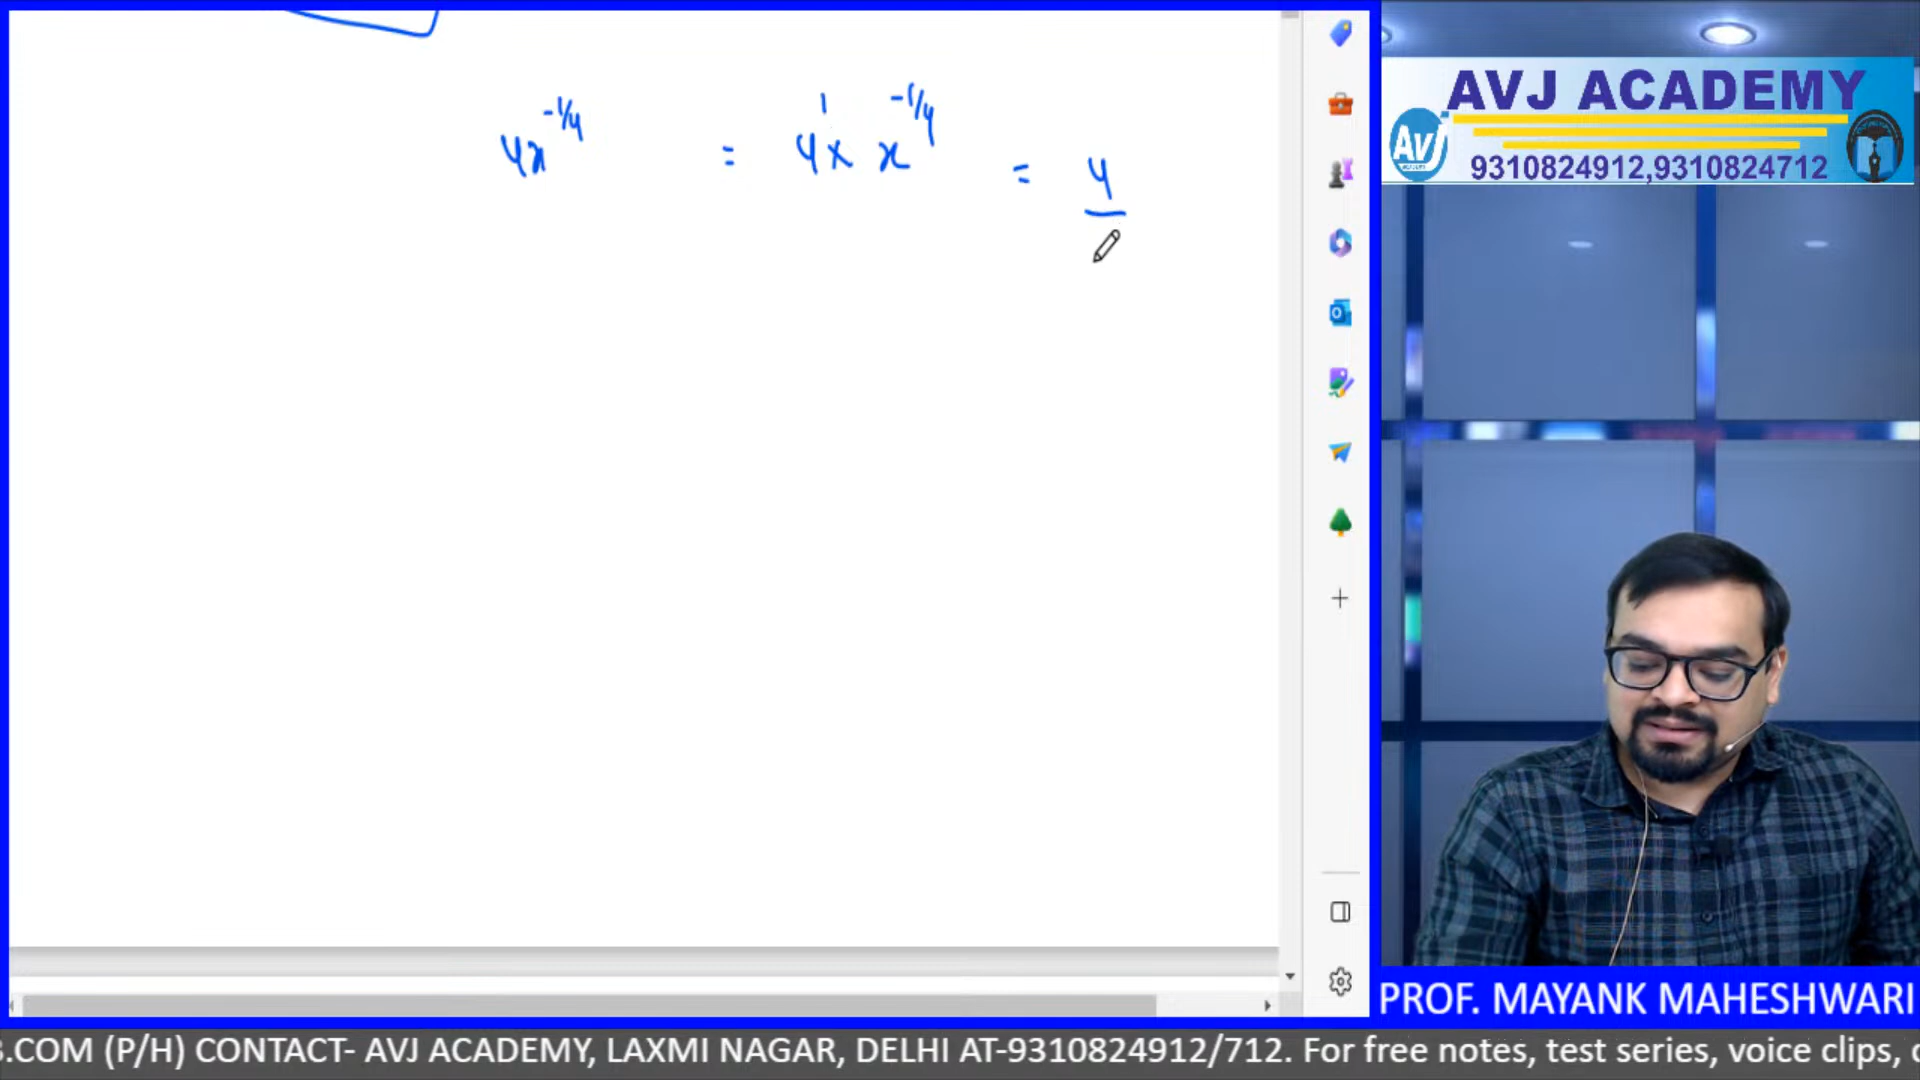 4x^{-1/4} = 4^1 × x^{-1/4} = 4/
AVJ ACADEMY
AVJ
9310824912,9310824712
PROF. MAYANK MAHESHWARI
.COM (P/H) CONTACT- AVJ ACADEMY, LAXMI NAGAR, DELHI AT-9310824912/712. For free notes, test series, voice clips,